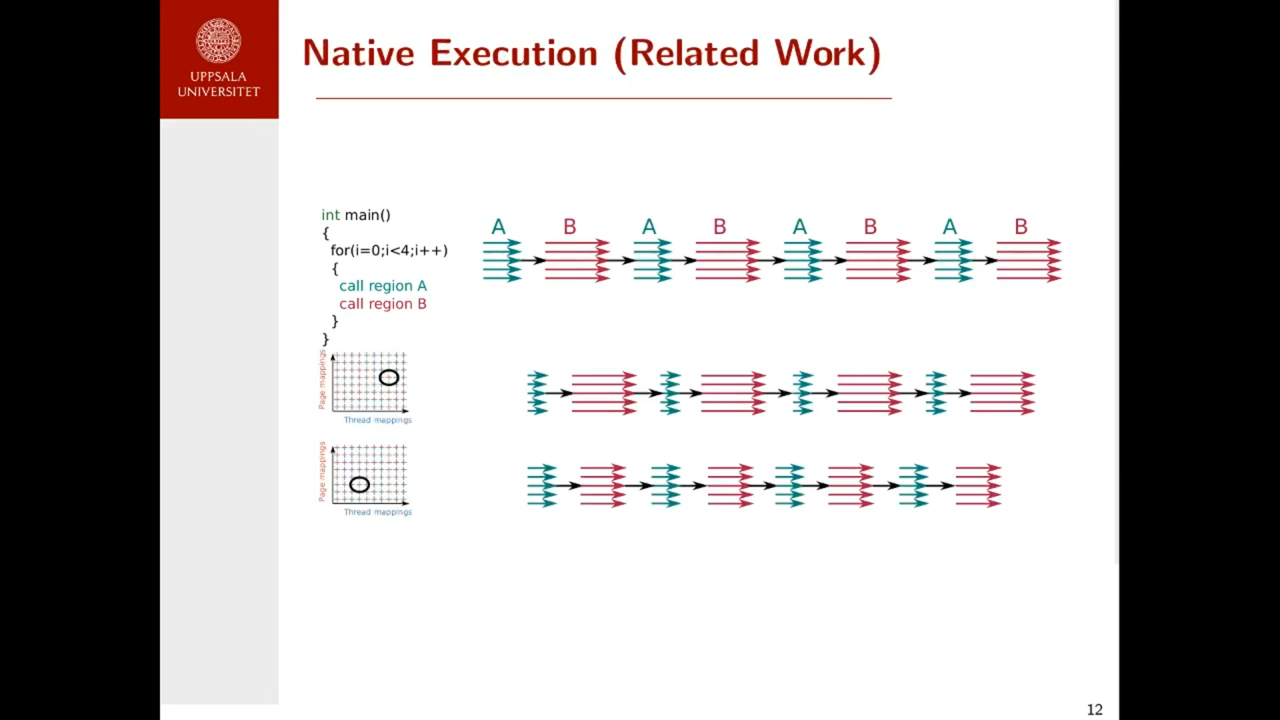 UPPSALA
UNIVERSITET
Native Execution (Related Work)
int main()
{
for(i=0;i<4;i++)
{
call region A
call region B
}
}
A B A B A B A B
Page mappings
Thread mappings
Page mappings
Thread mappings
12